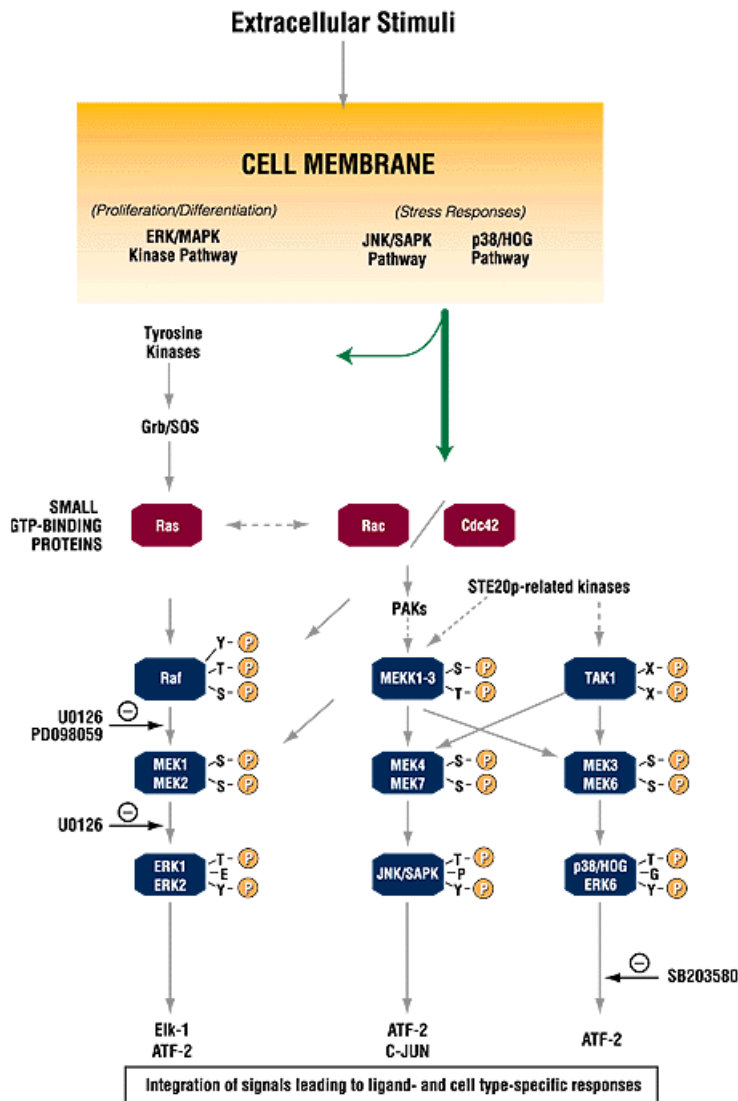 Extracellular Stimuli
CELL MEMBRANE
(Proliferation/Differentiation)
(Stress Responses)
ERK/MAPK
Kinase Pathway
JNK/SAPK
Pathway
p38/HOG
Pathway
Tyrosine
Kinases
Grb/SOS
SMALL
GTP-BINDING
PROTEINS
Ras
Rac
Cdc42
PAKs
STE20p-related kinases
Raf
Y- P
T- P
S- P
MEKK1-3
S- P
T- P
TAK1
X- P
X- P
U0126
PD098059
MEK1
MEK2
S- P
S- P
MEK4
MEK7
S- P
S- P
MEK3
MEK6
S- P
S- P
U0126
ERK1
ERK2
T- P
E
Y- P
JNK/SAPK
T- P
P
Y- P
p38/HOG
ERK6
T- P
G
Y- P
SB203580
Elk-1
ATF-2
ATF-2
C-JUN
ATF-2
Integration of signals leading to ligand- and cell type-specific responses